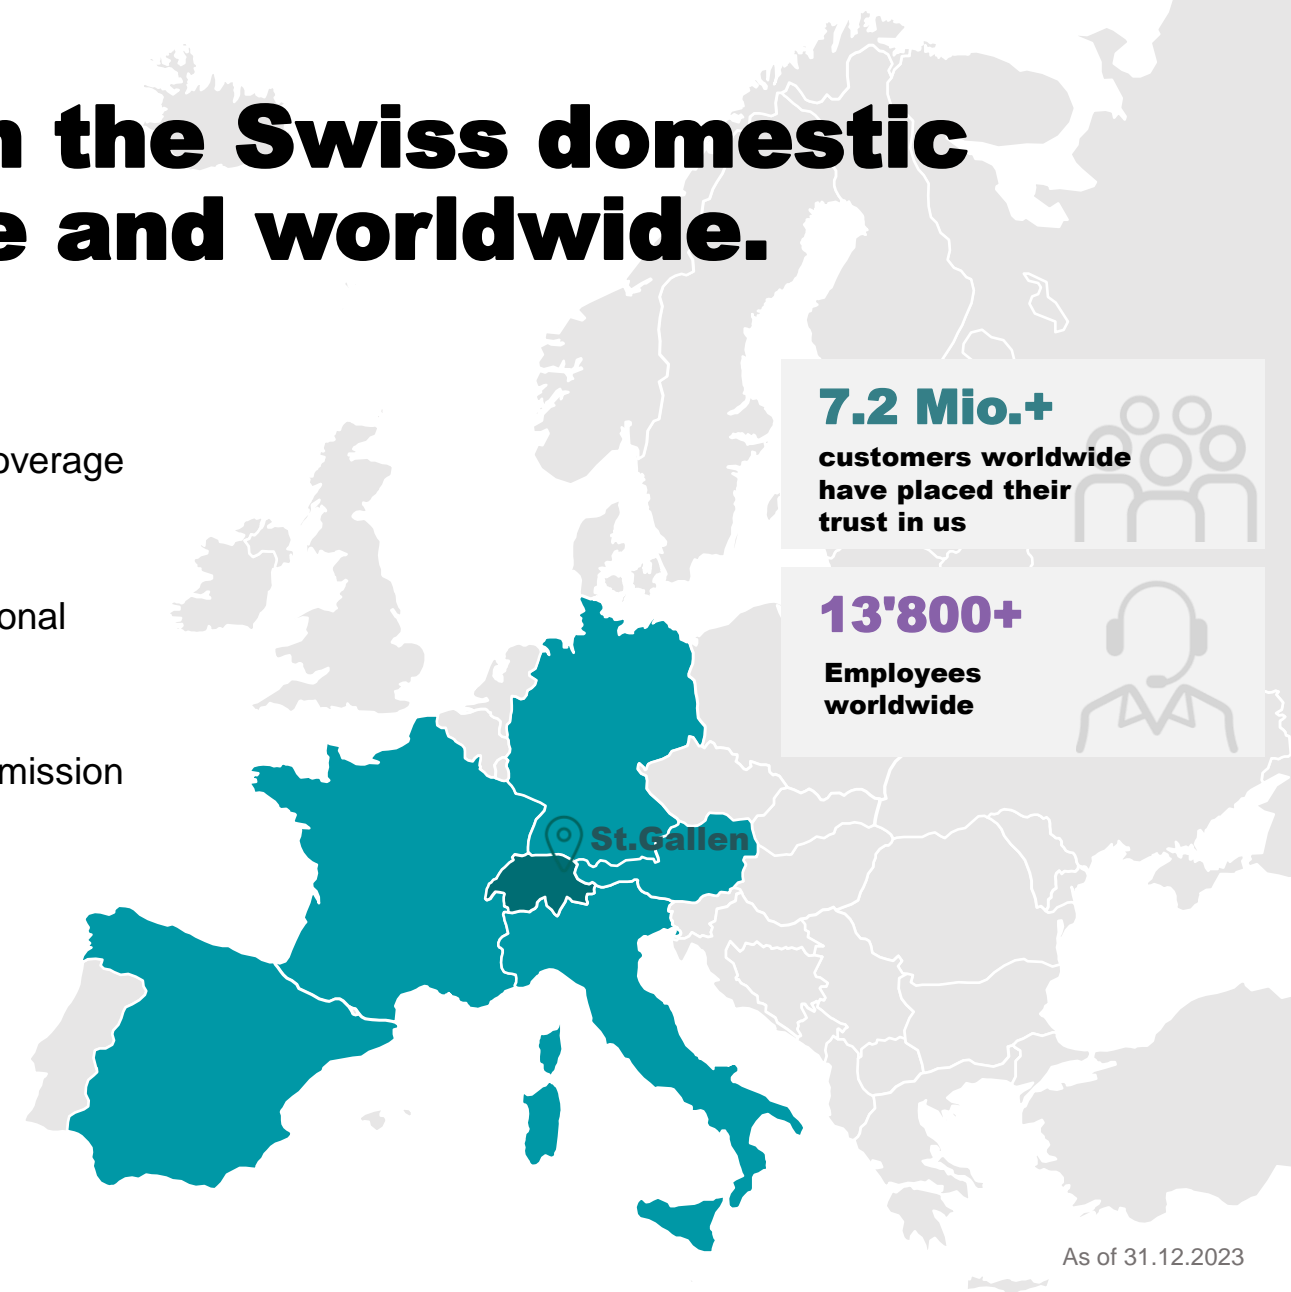 n the Swiss domestic
e and worldwide.
overage
onal
mission
7.2 Mio.+
customers worldwide
have placed their
trust in us
13'800+
Employees
worldwide
St.Gallen
As of 31.12.2023